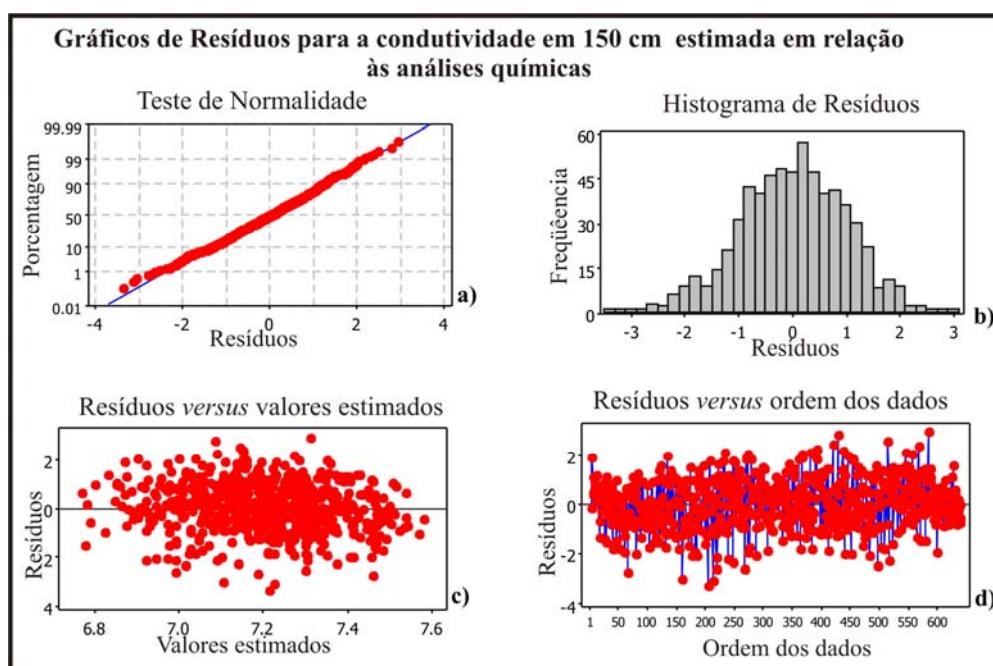 Gráficos de Resíduos para a condutividade em 150 cm estimada em relação
às análises químicas
Teste de Normalidade
Porcentagem
99.99
99
90
50
10
1
0.01
-4 -2 0 2 4
Resíduos
a)
Histograma de Resíduos
Freqüêencia
60
45
30
15
0
-3 -2 -1 0 1 2 3
Resíduos
b)
Resíduos versus valores estimados
Resíduos
2
0
2
4
6.8 7.0 7.2 7.4 7.6
Valores estimados
c)
Resíduos versus ordem dos dados
Resíduos
2
0
-2
-4
1 50 100 150 200 250 300 350 400 450 500 550 600
Ordem dos dados
d)